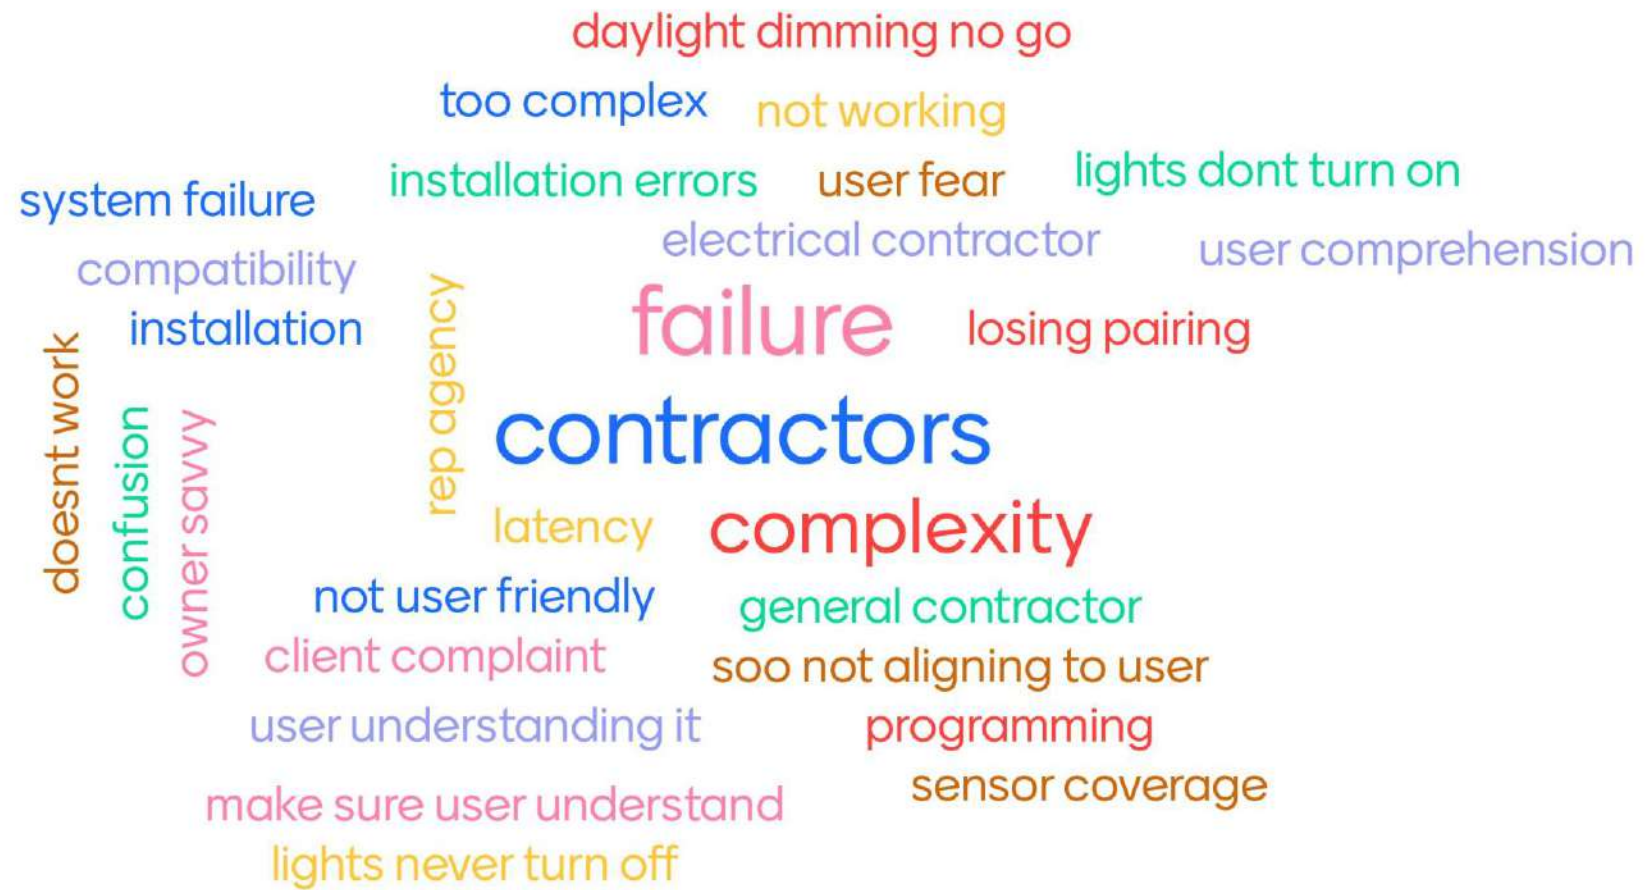 daylight dimming no go
too complex
not working
installation errors
user fear
lights dont turn on
system failure
electrical contractor
user comprehension
compatibility
rep agency
failure
losing pairing
installation
doesnt work
confusion
owner savvy
contractors
latency
complexity
not user friendly
general contractor
client complaint
soo not aligning to user
user understanding it
programming
sensor coverage
make sure user understand
lights never turn off